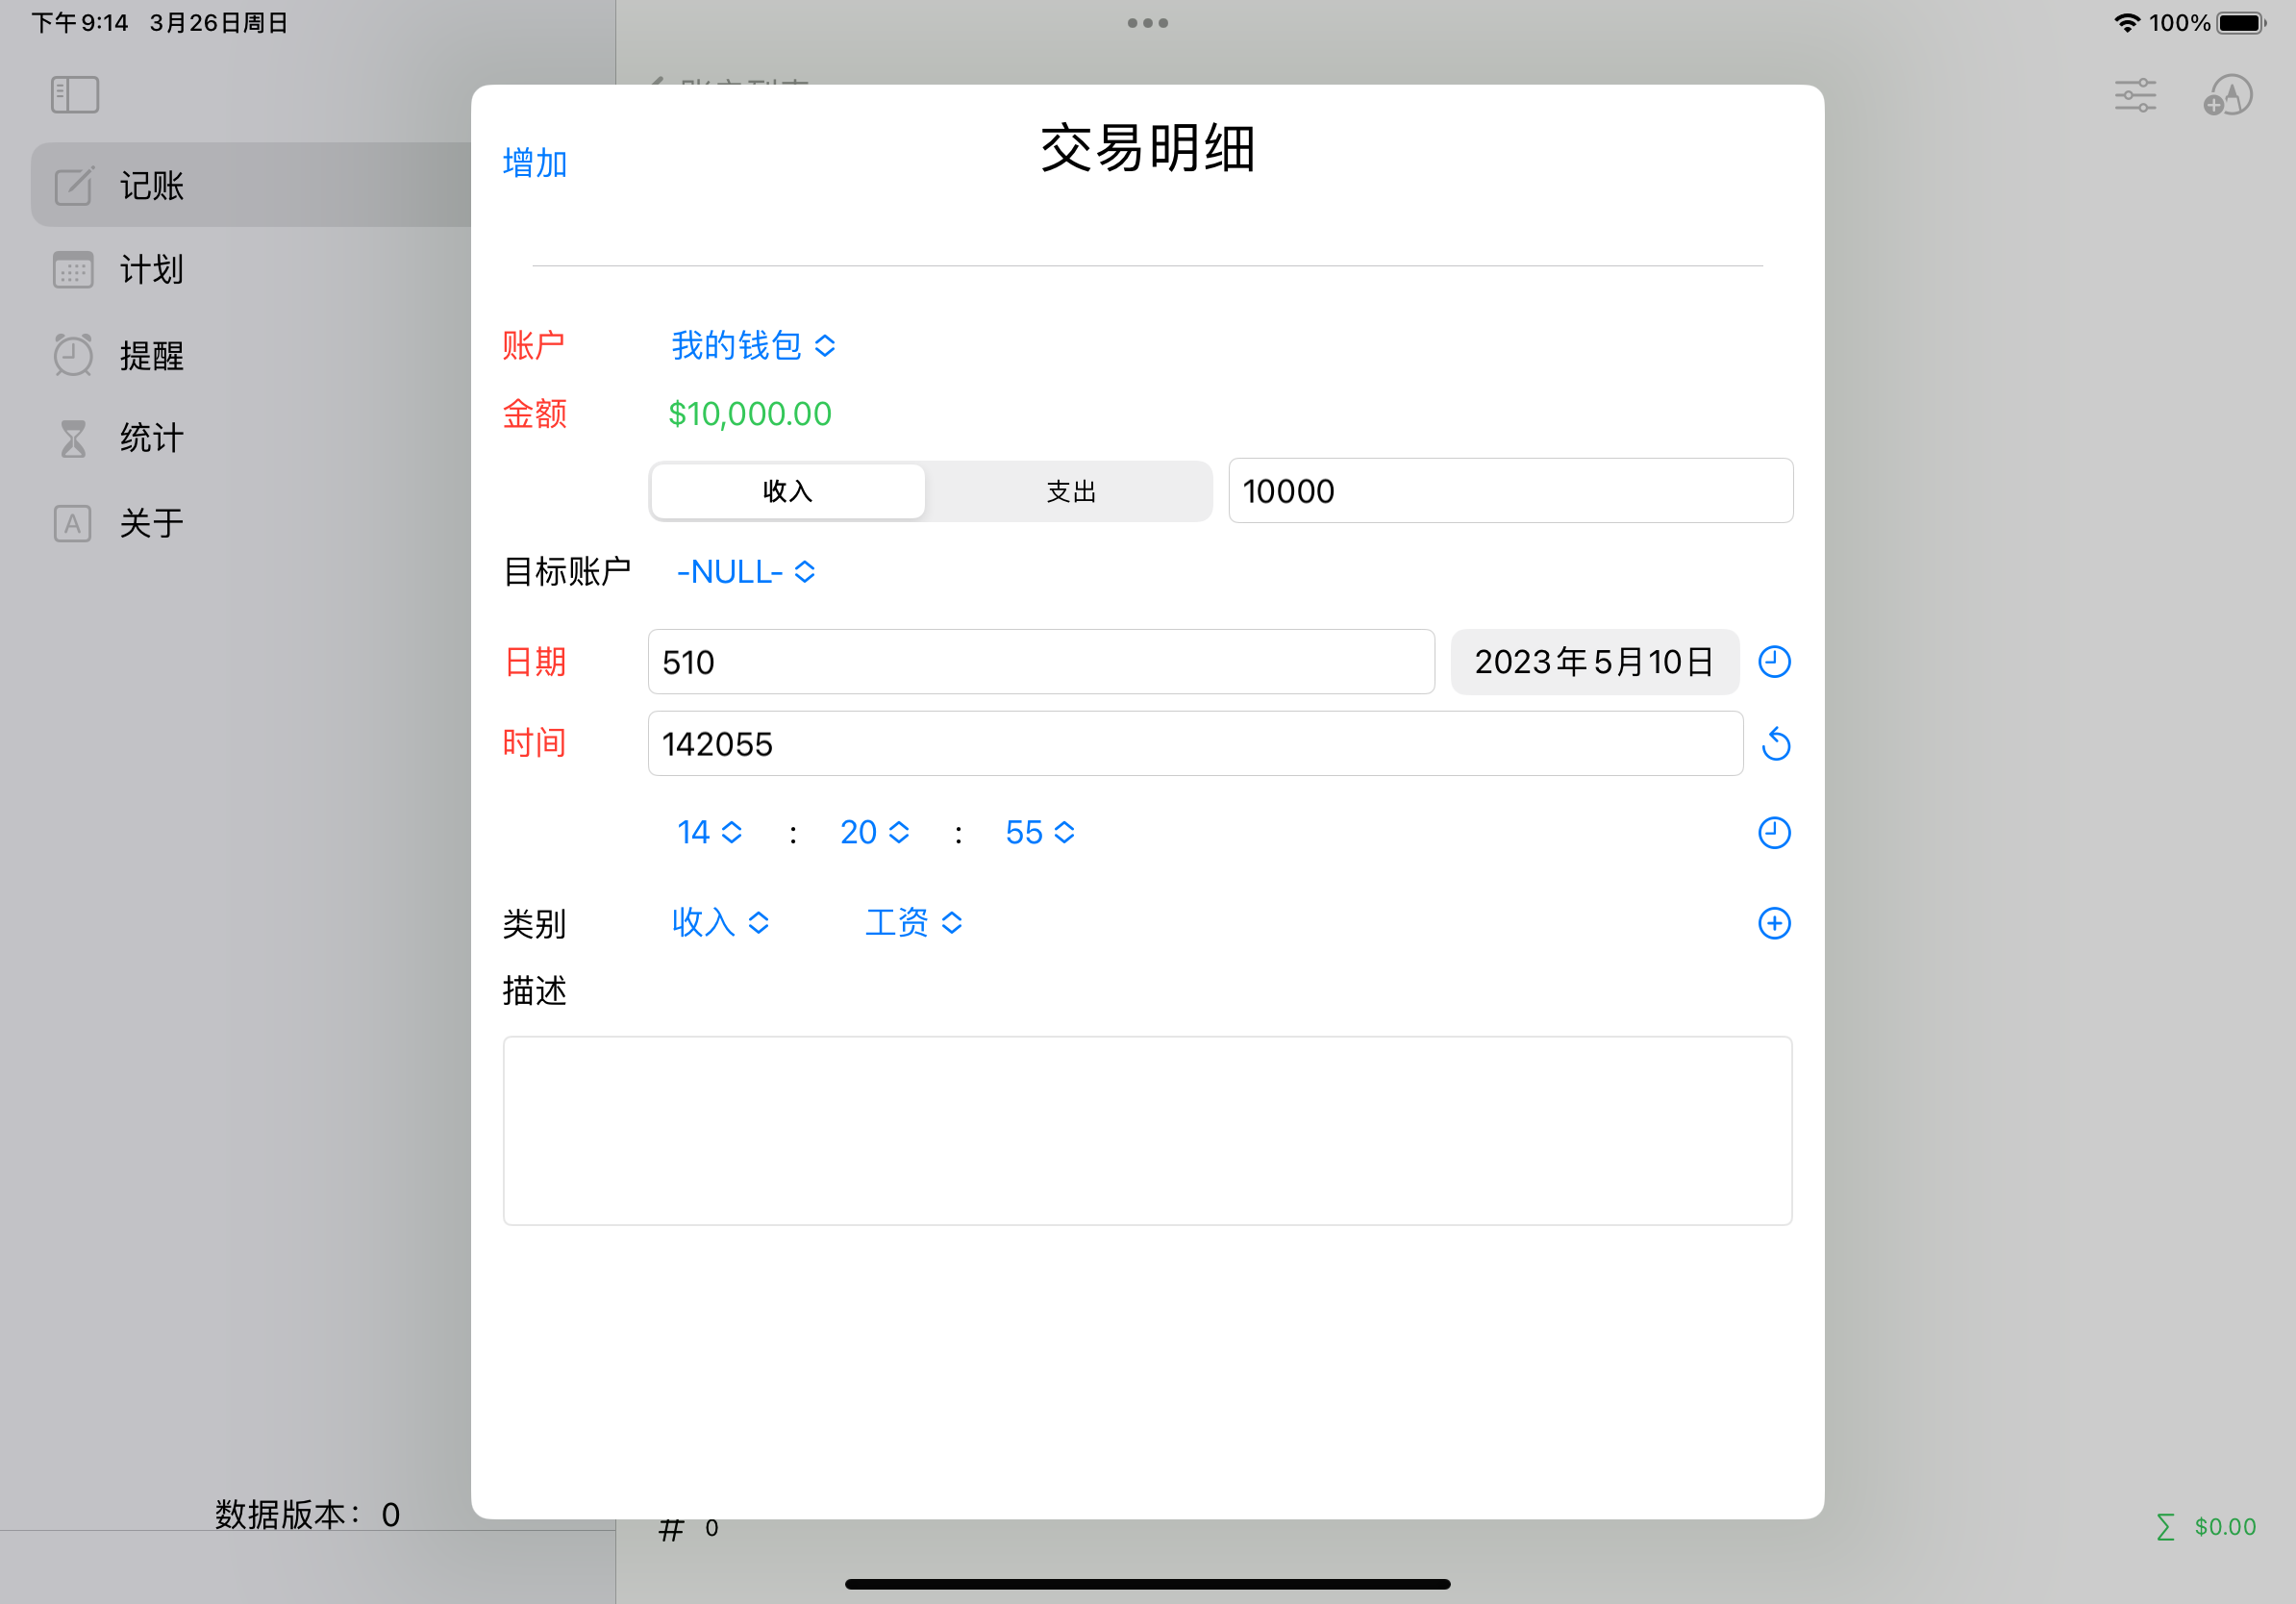 下午9:14 3月26日周日
100%
记账
计划
提醒
统计
关于
数据版本： 0
账户列表
增加
交易明细
账户 我的钱包
金额 $10,000.00
收入 支出 10000
目标账户 -NULL-
日期 510 2023年5月10日
时间 142055
14 : 20 : 55
类别 收入 工资
描述
# 0
Σ $0.00